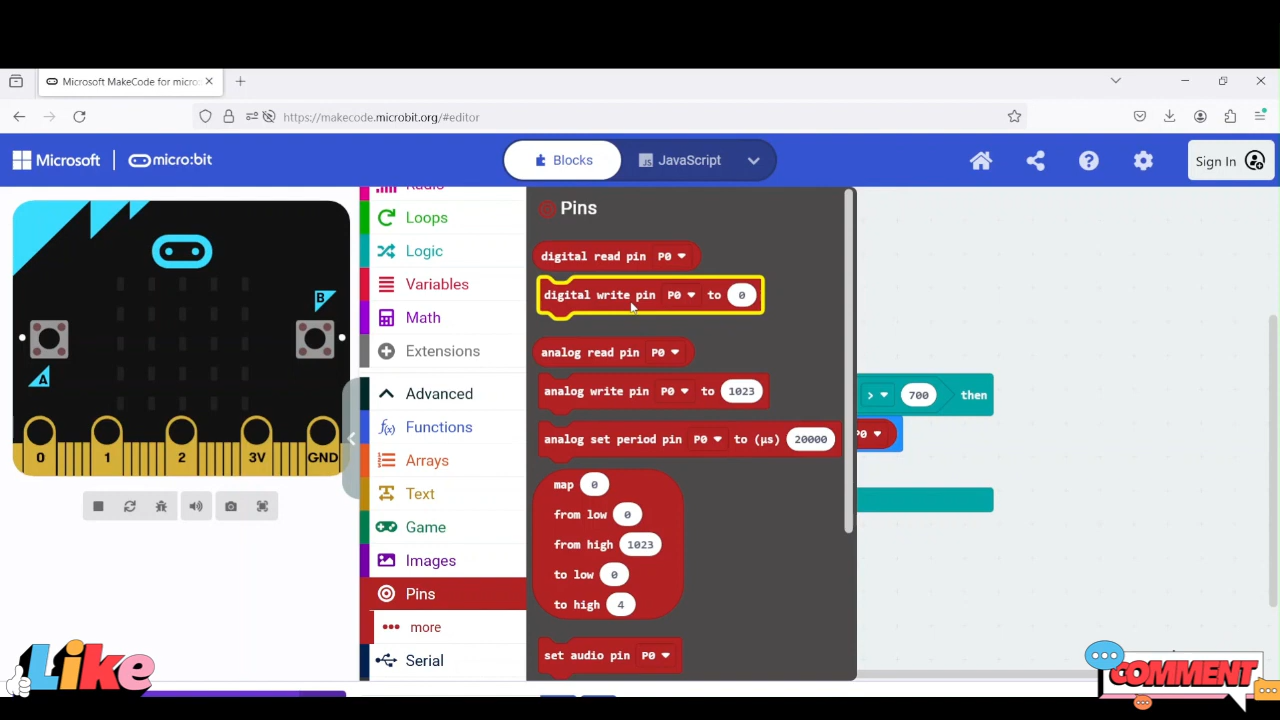 Microsoft MakeCode for micro:
https://makecode.microbit.org/#editor
Microsoft
micro:bit
Blocks
JavaScript
Sign In
B
A
0
1
2
3V
GND
Radio
Loops
Logic
Variables
Math
Extensions
Advanced
Functions
Arrays
Text
Game
Images
Pins
more
Serial
Pins
digital read pin P0
digital write pin P0 to 0
analog read pin P0
analog write pin P0 to 1023
analog set period pin P0 to (µs) 20000
map 0
from low 0
from high 1023
to low 0
to high 4
set audio pin P0
> 700 then
P0
Like
COMMENT